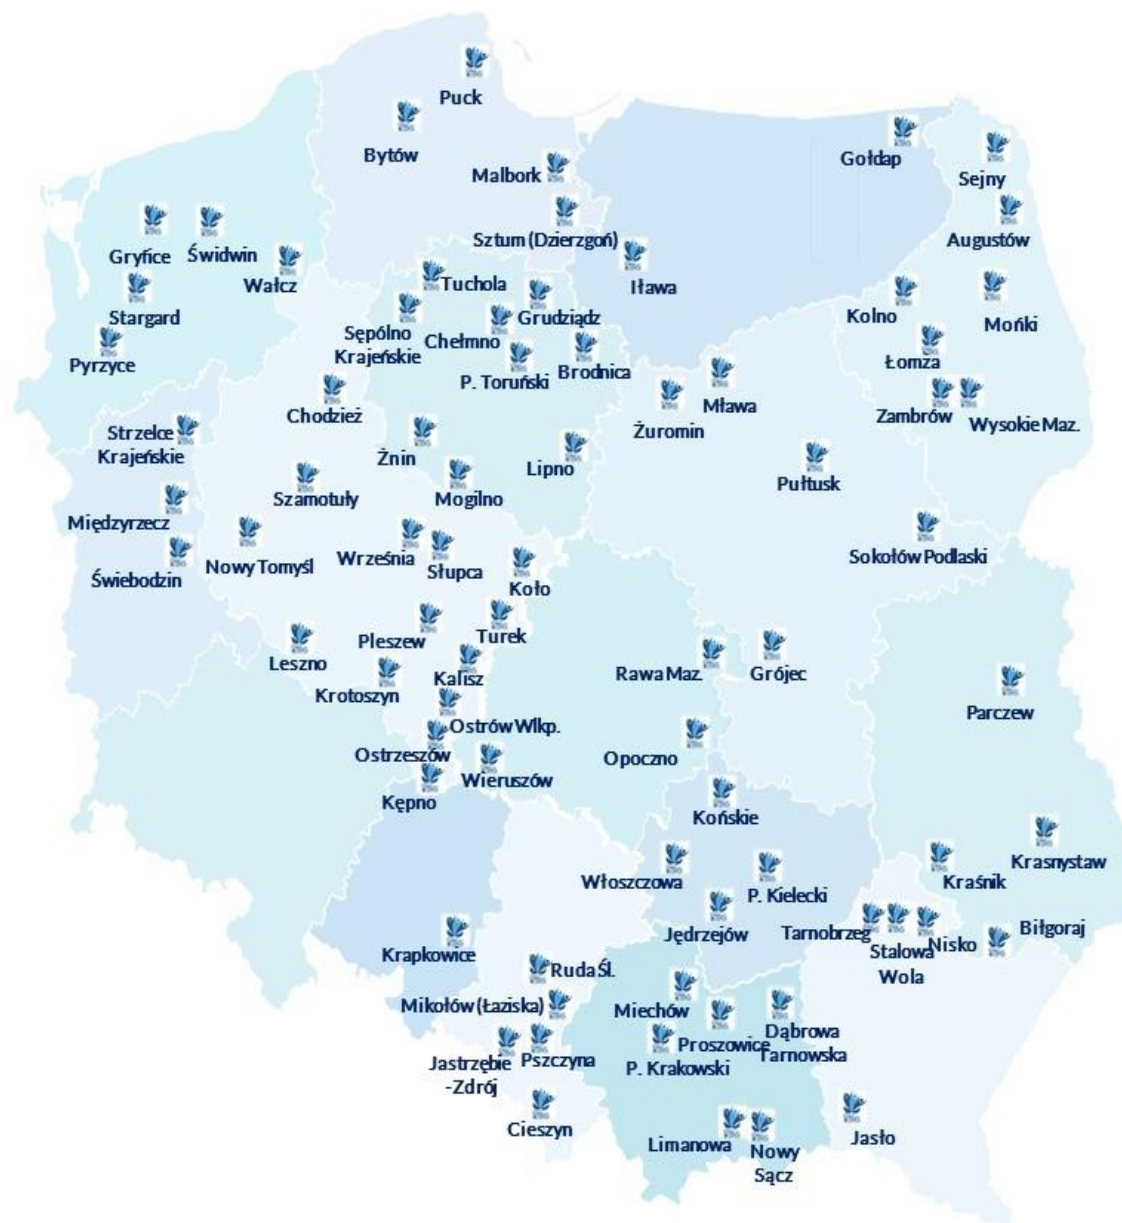 Puck
Bytów
Malbork
Gołdap
Sejny
Sztum (Dzierzgoń)
Augustów
Gryfice
Świdwin
Wałcz
Tuchola
Iława
Stargard
Sępólno
Krajeńskie
Chełmno
Grudziądz
Kolno
Mońki
Pyrzyce
P. Toruński
Brodnica
Łomza
Chodzież
Mława
Żuromin
Zambrów
Wysokie Maz.
Strzelce
Krajeńskie
Żnin
Lipno
Szamotuły
Mogilno
Pułtusk
Międzyrzecz
Nowy Tomyśl
Września
Słupca
Sokołów Podlaski
Świebodzin
Koło
Pleszew
Turek
Leszno
Krotoszyn
Kalisz
Rawa Maz.
Grójec
Parczew
Ostrów Wlkp.
Ostrzeszów
Opoczno
Wieruszów
Kępno
Końskie
Krasnystaw
Włoszczowa
P. Kielecki
Kraśnik
Jędrzejów
Tarnobrzeg
Stalowa
Wola
Nisko
Biłgoraj
Krapkowice
Ruda Śl.
Mikołów (Łaziska)
Miechów
Proszowice
Dąbrowa
Tarnowska
Jastrzębie
-Zdrój
Pszczyna
P. Krakowski
Cieszyn
Limanowa
Nowy
Sącz
Jasło